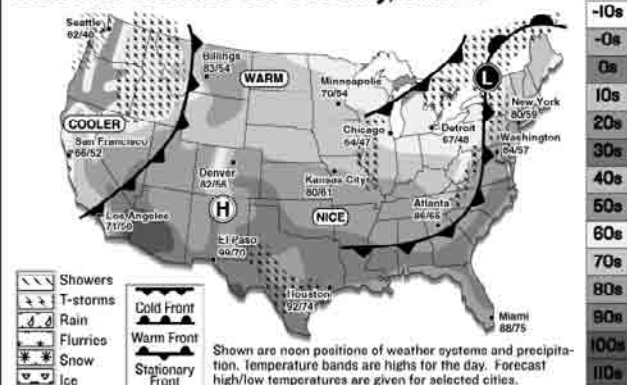 Seattle
62/46
Billings
83/54
WARM
Minneapolis
70/54
L
New York
80/59
COOLER
San Francisco
66/52
Chicago
64/47
Detroit
67/48
Washington
84/57
Denver
82/56
Kansas City
80/61
H
NICE
Atlanta
86/65
Los Angeles
71/56
El Paso
99/70
Houston
92/74
Miami
88/75
-10s
-0s
0s
10s
20s
30s
40s
50s
60s
70s
80s
90s
100s
110s
Showers
T-storms
Rain
Flurries
Snow
Ice
Cold Front
Warm Front
Stationary
Front
Shown are noon positions of weather systems and precipita-
tion. Temperature bands are highs for the day. Forecast
high/low temperatures are given for selected cities.